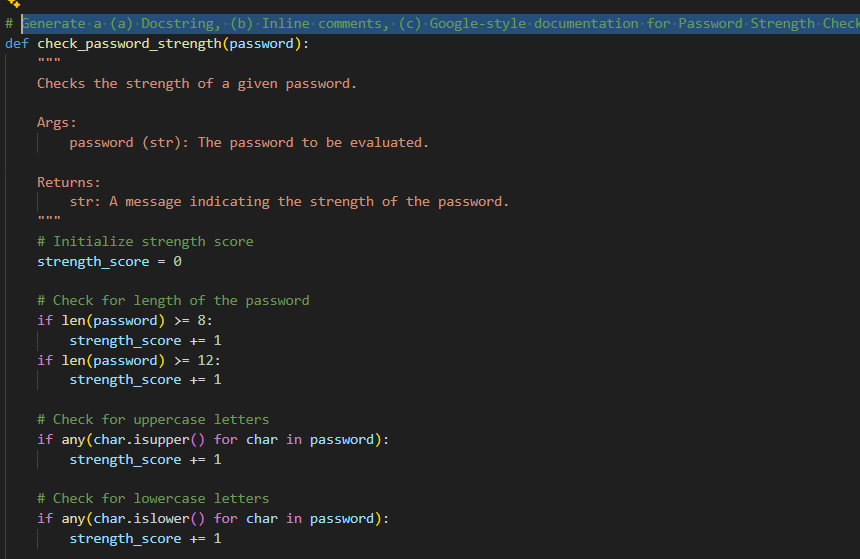 # Generate a (a) Docstring, (b) Inline comments, (c) Google-style documentation for Password Strength
def check_password_strength(password):
"""
Checks the strength of a given password.
Args:
password (str): The password to be evaluated.
Returns:
str: A message indicating the strength of the password.
"""
# Initialize strength score
strength_score = 0
# Check for length of the password
if len(password) >= 8:
strength_score += 1
if len(password) >= 12:
strength_score += 1
# Check for uppercase letters
if any(char.isupper() for char in password):
strength_score += 1
# Check for lowercase letters
if any(char.islower() for char in password):
strength_score += 1